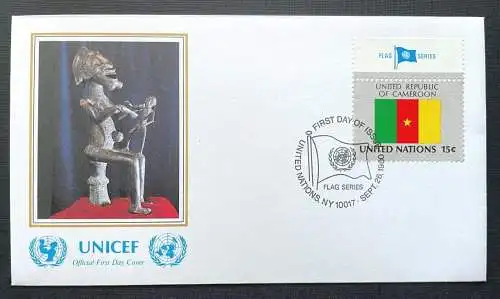 FLAG SERIES
UNITED REPUBLIC
OF CAMEROON
UNITED NATIONS 15c
FIRST DAY OF ISSUE
UNITED NATIONS, NY 10017 · SEPT. 26, 1980
FLAG SERIES
UNICEF
Official First Day Cover